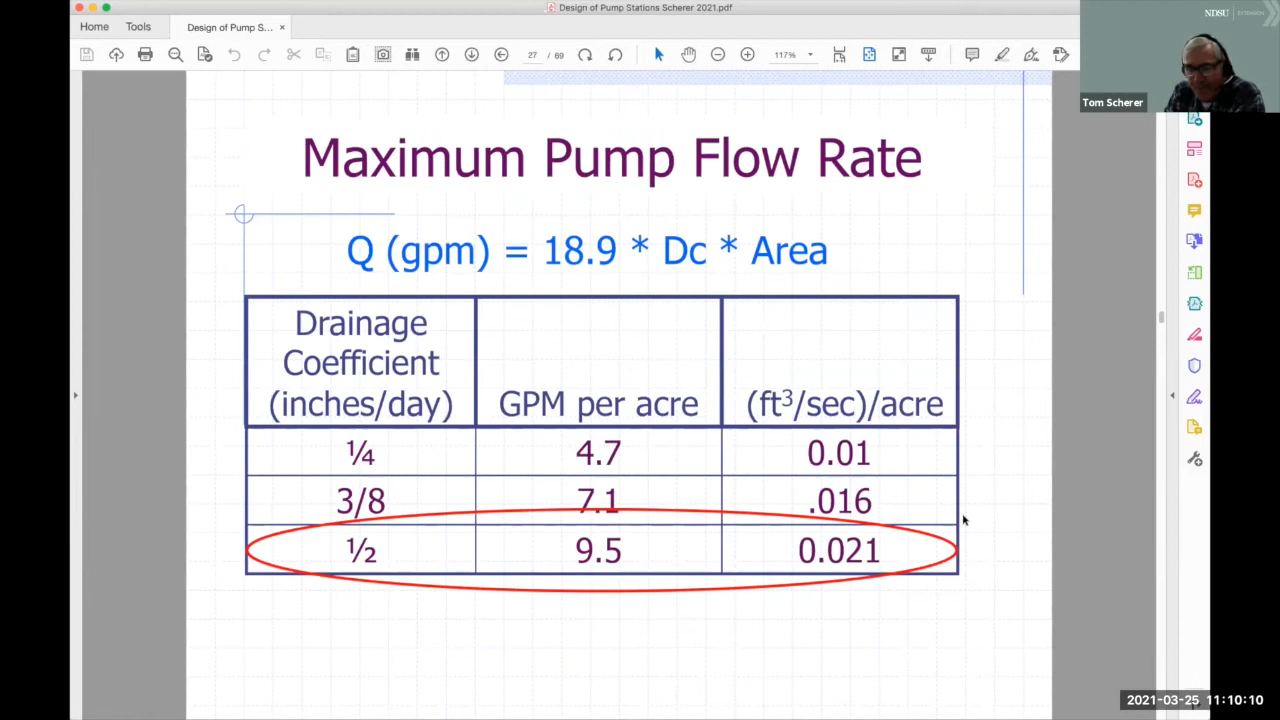 Design of Pump Stations Scherer 2021.pdf
Home
Tools
Design of Pump S...
27 / 69
117%
NDSU EXTENSION
Tom Scherer
Maximum Pump Flow Rate
Q (gpm) = 18.9 * Dc * Area
Drainage
Coefficient
(inches/day)
GPM per acre
(ft³/sec)/acre
¼ 4.7 0.01
3/8 7.1 .016
½ 9.5 0.021
2021-03-25 11:10:10